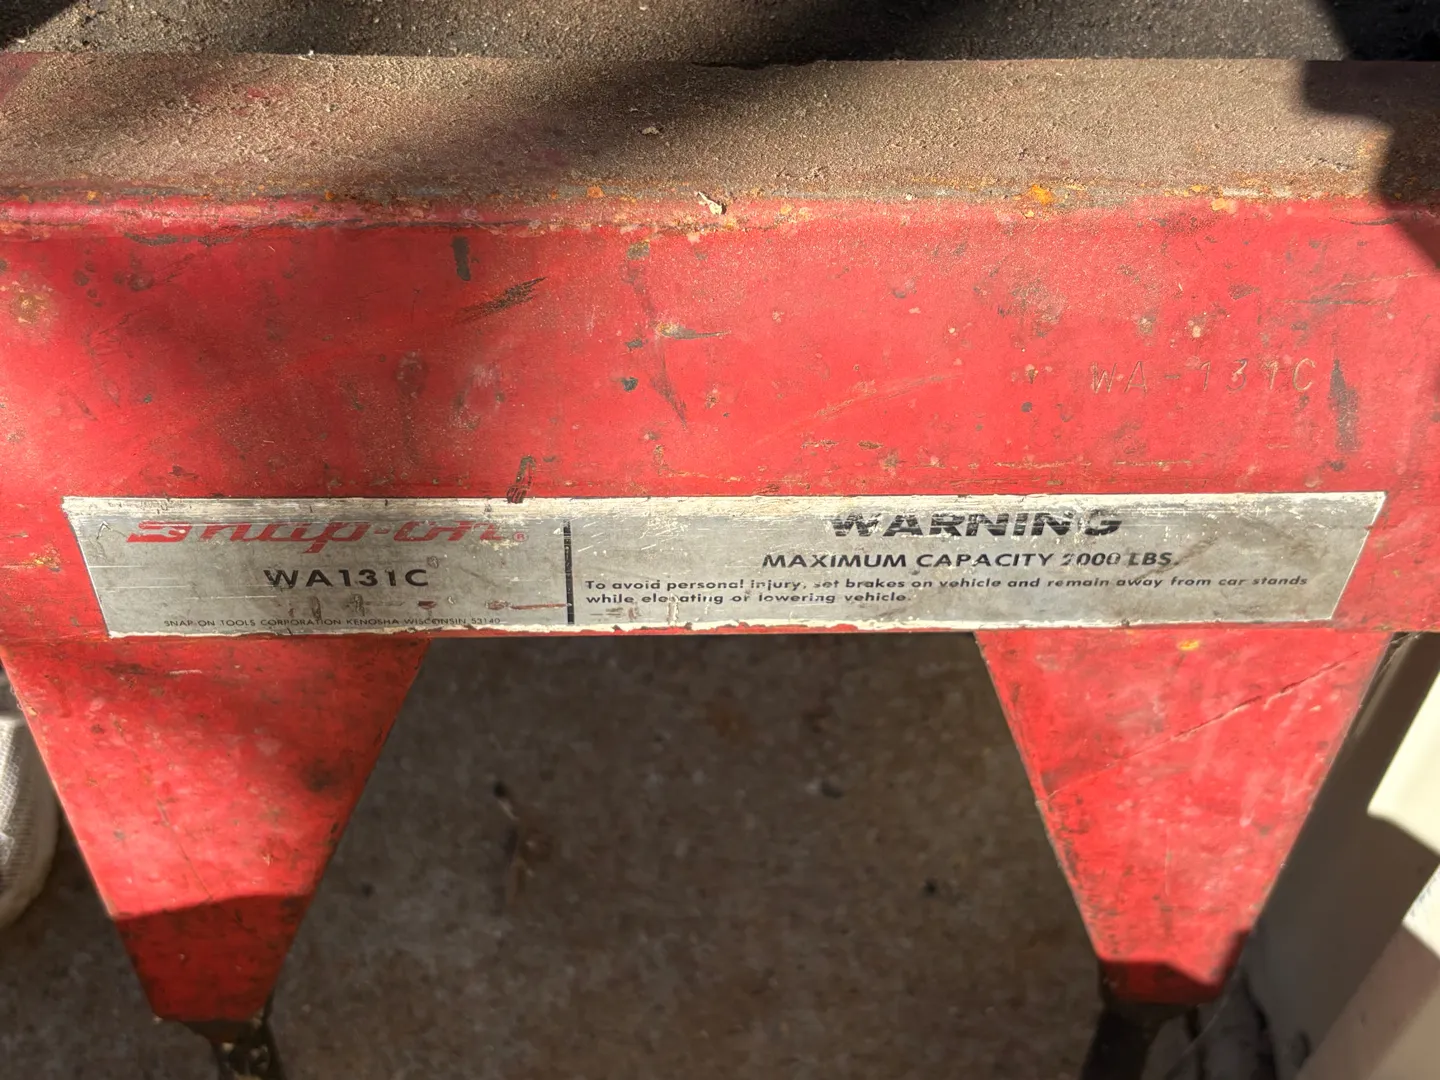 WA-131C
Snap-on®
WA131C
SNAP-ON TOOLS CORPORATION KENOSHA WISCONSIN 53140
WARNING
MAXIMUM CAPACITY 2000 LBS.
To avoid personal injury, set brakes on vehicle and remain away from car stands
while elevating or lowering vehicle.